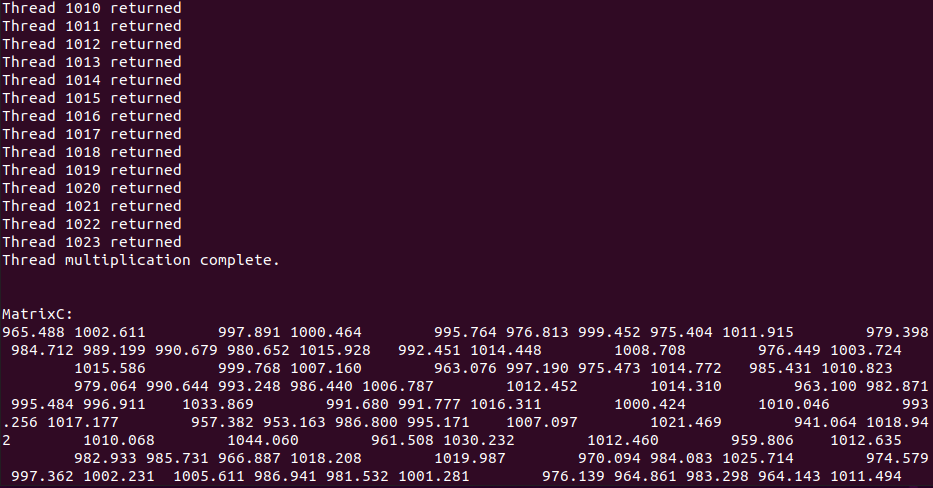 Thread 1010 returned
Thread 1011 returned
Thread 1012 returned
Thread 1013 returned
Thread 1014 returned
Thread 1015 returned
Thread 1016 returned
Thread 1017 returned
Thread 1018 returned
Thread 1019 returned
Thread 1020 returned
Thread 1021 returned
Thread 1022 returned
Thread 1023 returned
Thread multiplication complete.
MatrixC:
965.488 1002.611        997.891 1000.464        995.764 976.813 999.452 975.404 1011.915        979.398
 984.712 989.199 990.679 980.652 1015.928   992.451 1014.448        1008.708        976.449 1003.724
        1015.586        999.768 1007.160        963.076 997.190 975.473 1014.772   985.431 1010.823
        979.064 990.644 993.248 986.440 1006.787        1012.452        1014.310        963.100 982.871
 995.484 996.911    1033.869        991.680 991.777 1016.311        1000.424        1010.046        993
.256 1017.177        957.382 953.163 986.800 995.171    1007.097        1021.469        941.064 1018.94
2        1010.068        1044.060        961.508 1030.232        1012.460        959.806    1012.635
        982.933 985.731 966.887 1018.208        1019.987        970.094 984.083 1025.714        974.579
 997.362 1002.231  1005.611 986.941 981.532 1001.281        976.139 964.861 983.298 964.143 1011.494